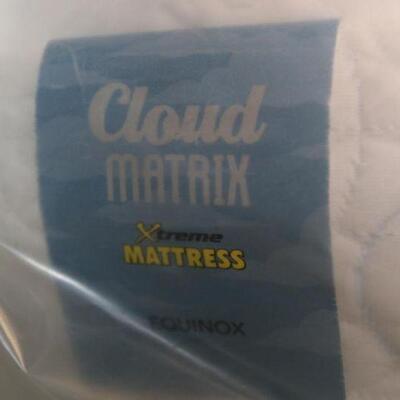 Cloud
MATRIX
Xtreme
MATTRESS
EQUINOX